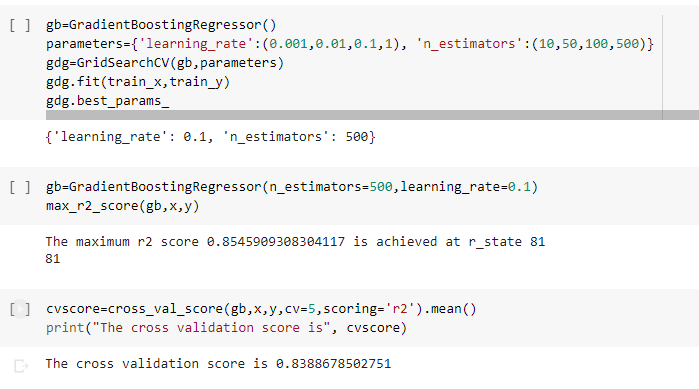 [ ] gb=GradientBoostingRegressor()
parameters={'learning_rate':(0.001,0.01,0.1,1), 'n_estimators':(10,50,100,500)}
gdg=GridSearchCV(gb,parameters)
gdg.fit(train_x,train_y)
gdg.best_params_
{'learning_rate': 0.1, 'n_estimators': 500}
[ ] gb=GradientBoostingRegressor(n_estimators=500,learning_rate=0.1)
max_r2_score(gb,x,y)
The maximum r2 score 0.8545909308304117 is achieved at r_state 81
81
[ ] cvscore=cross_val_score(gb,x,y,cv=5,scoring='r2').mean()
print("The cross validation score is", cvscore)
The cross validation score is 0.8388678502751